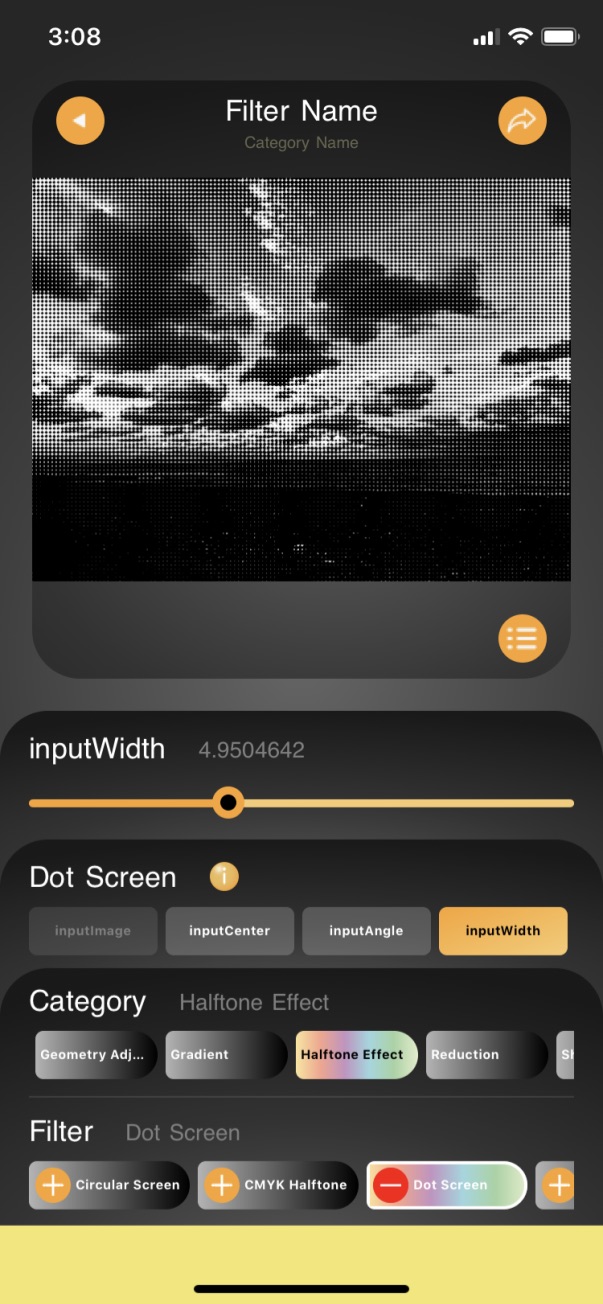 3:08
Filter Name
Category Name
inputWidth 4.9504642
Dot Screen i
inputImage inputCenter inputAngle inputWidth
Category Halftone Effect
Geometry Adj... Gradient Halftone Effect Reduction
Filter Dot Screen
Circular Screen CMYK Halftone Dot Screen